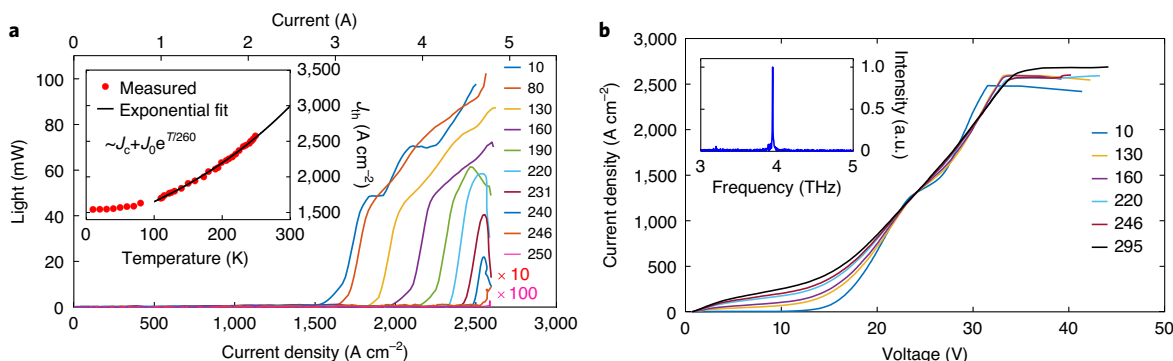 a
Current (A)
0 1 2 3 4 5
Light (mW)
100
80
60
40
20
0
0 500 1,000 1,500 2,000 2,500 3,000
Current density (A cm⁻²)
Measured
Exponential fit
~Jc+J0e^T/260
3,500
3,000
2,500
2,000
1,500
Jth (A cm⁻²)
0 100 200 300
Temperature (K)
10
80
130
160
190
220
231
240
246
250
× 10
× 100
b
Current density (A cm⁻²)
3,000
2,500
2,000
1,500
1,000
500
0
0 10 20 30 40 50
Voltage (V)
Intensity (a.u.)
1.0
0.5
0
3 4 5
Frequency (THz)
10
130
160
220
246
295